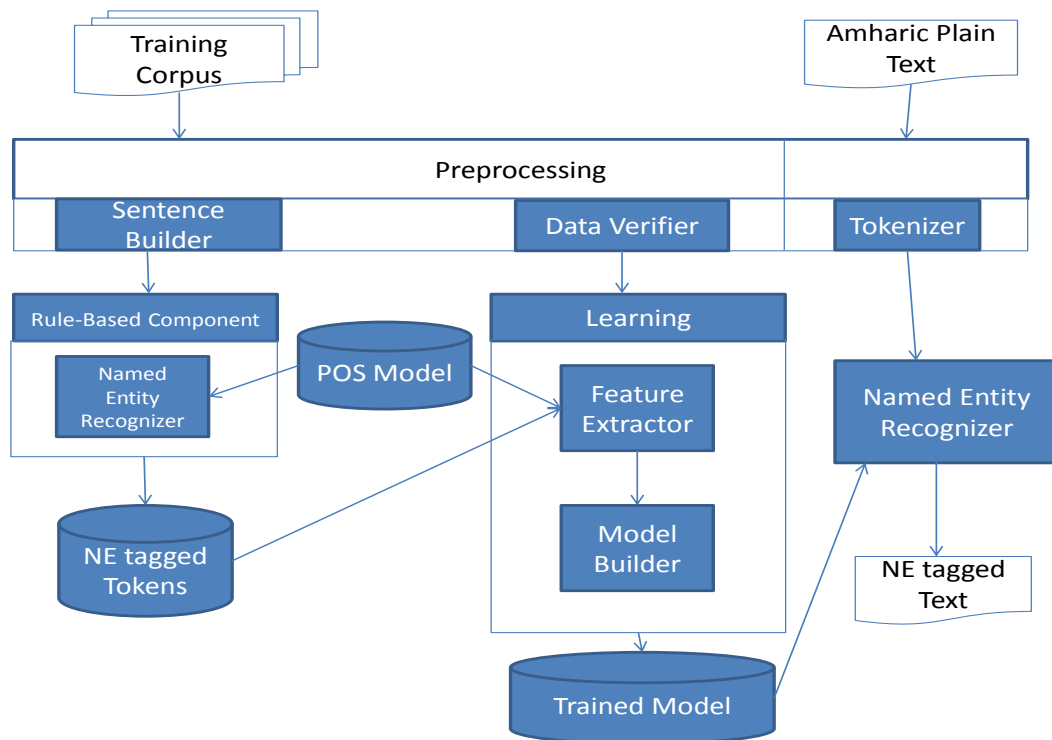 Training
Corpus
Amharic Plain
Text
Preprocessing
Sentence
Builder
Data Verifier
Tokenizer
Rule-Based Component
Learning
Named
Entity
Recognizer
POS Model
Feature
Extractor
Named Entity
Recognizer
NE tagged
Tokens
Model
Builder
NE tagged
Text
Trained Model